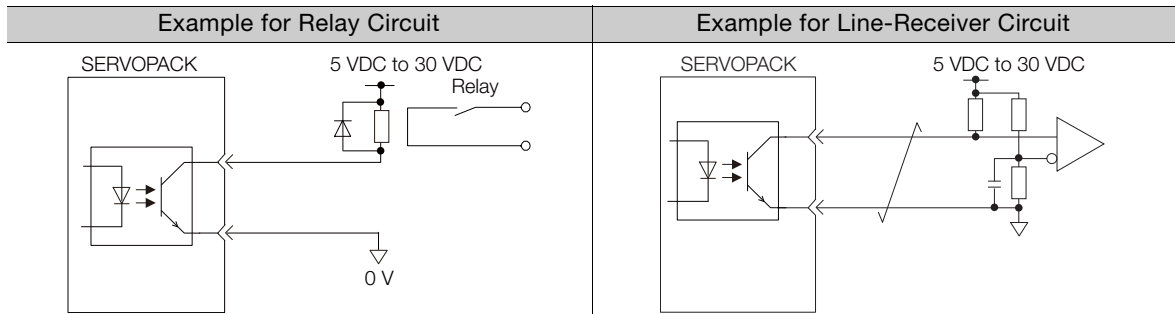 Example for Relay Circuit
Example for Line-Receiver Circuit
SERVOPACK
5 VDC to 30 VDC
Relay
0 V
SERVOPACK
5 VDC to 30 VDC